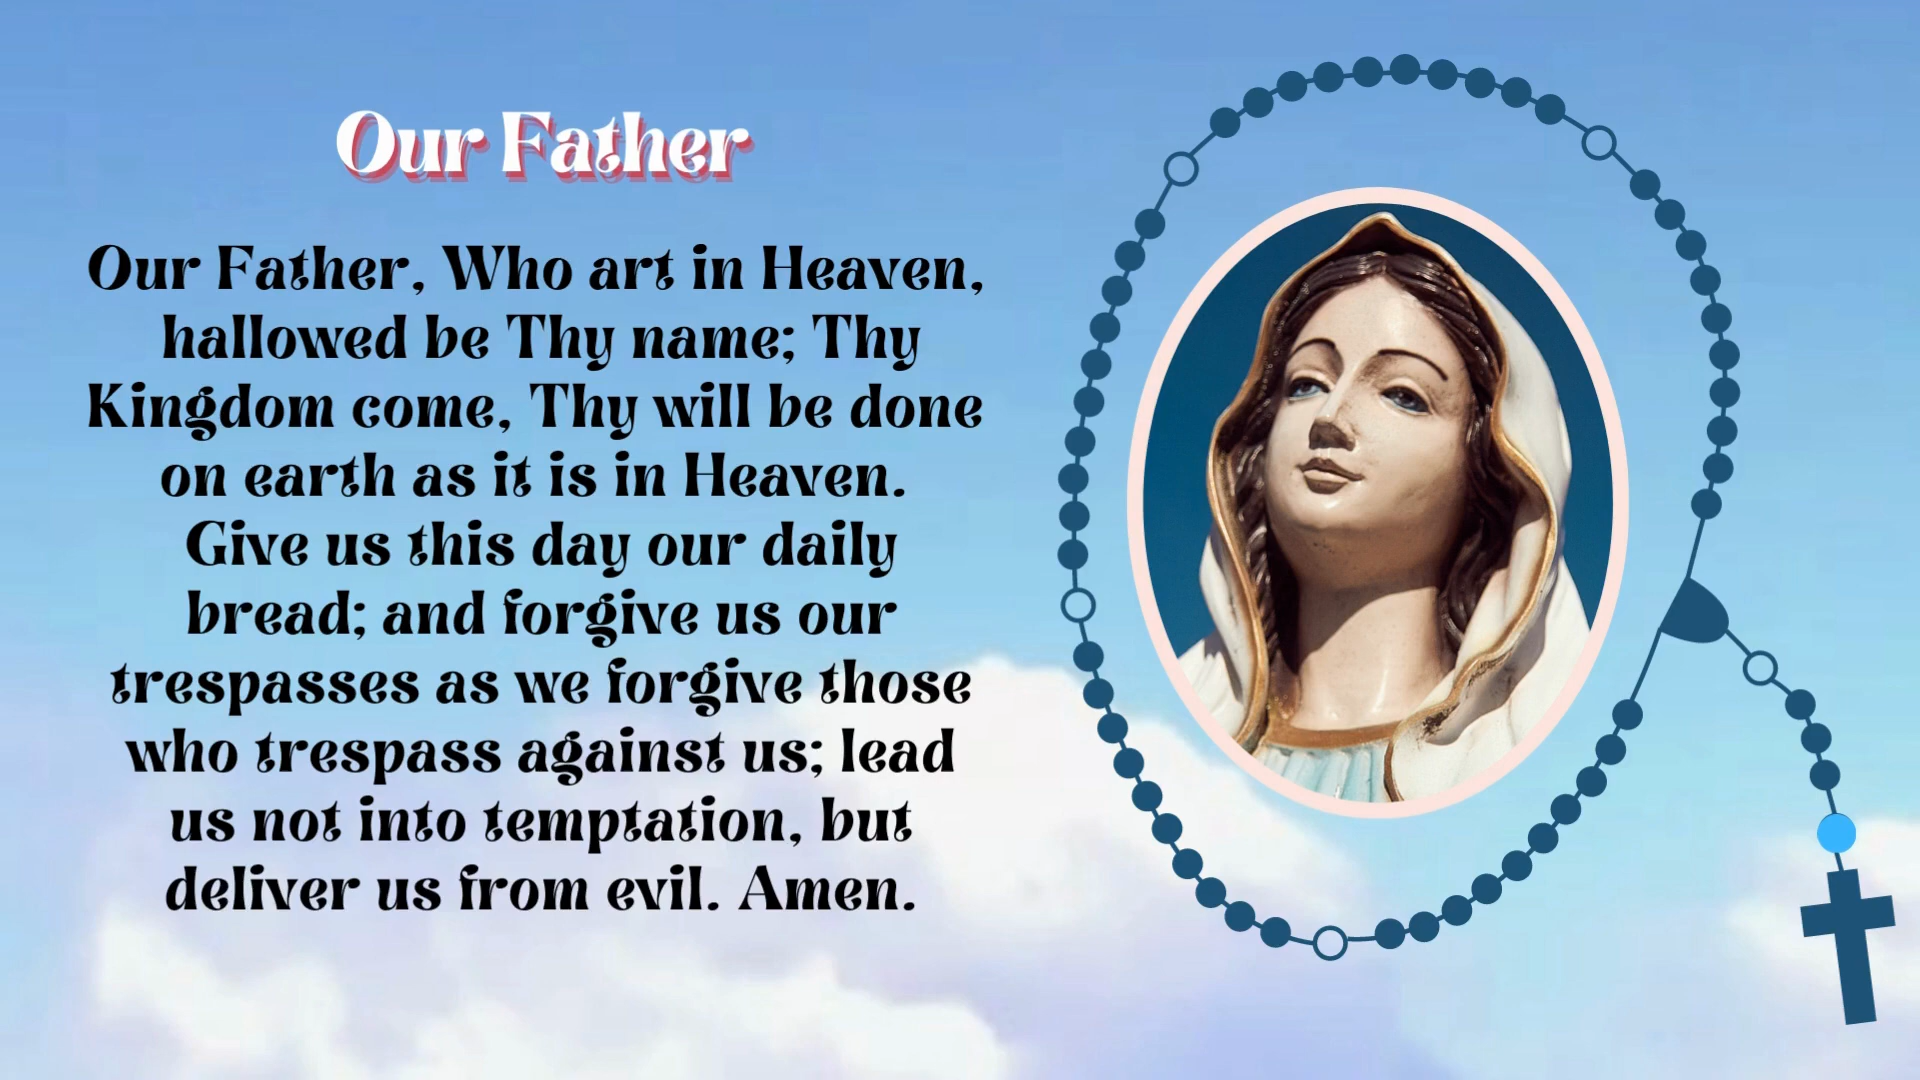 Our Father
Our Father, Who art in Heaven,
hallowed be Thy name; Thy
Kingdom come, Thy will be done
on earth as it is in Heaven.
Give us this day our daily
bread; and forgive us our
trespasses as we forgive those
who trespass against us; lead
us not into temptation, but
deliver us from evil. Amen.